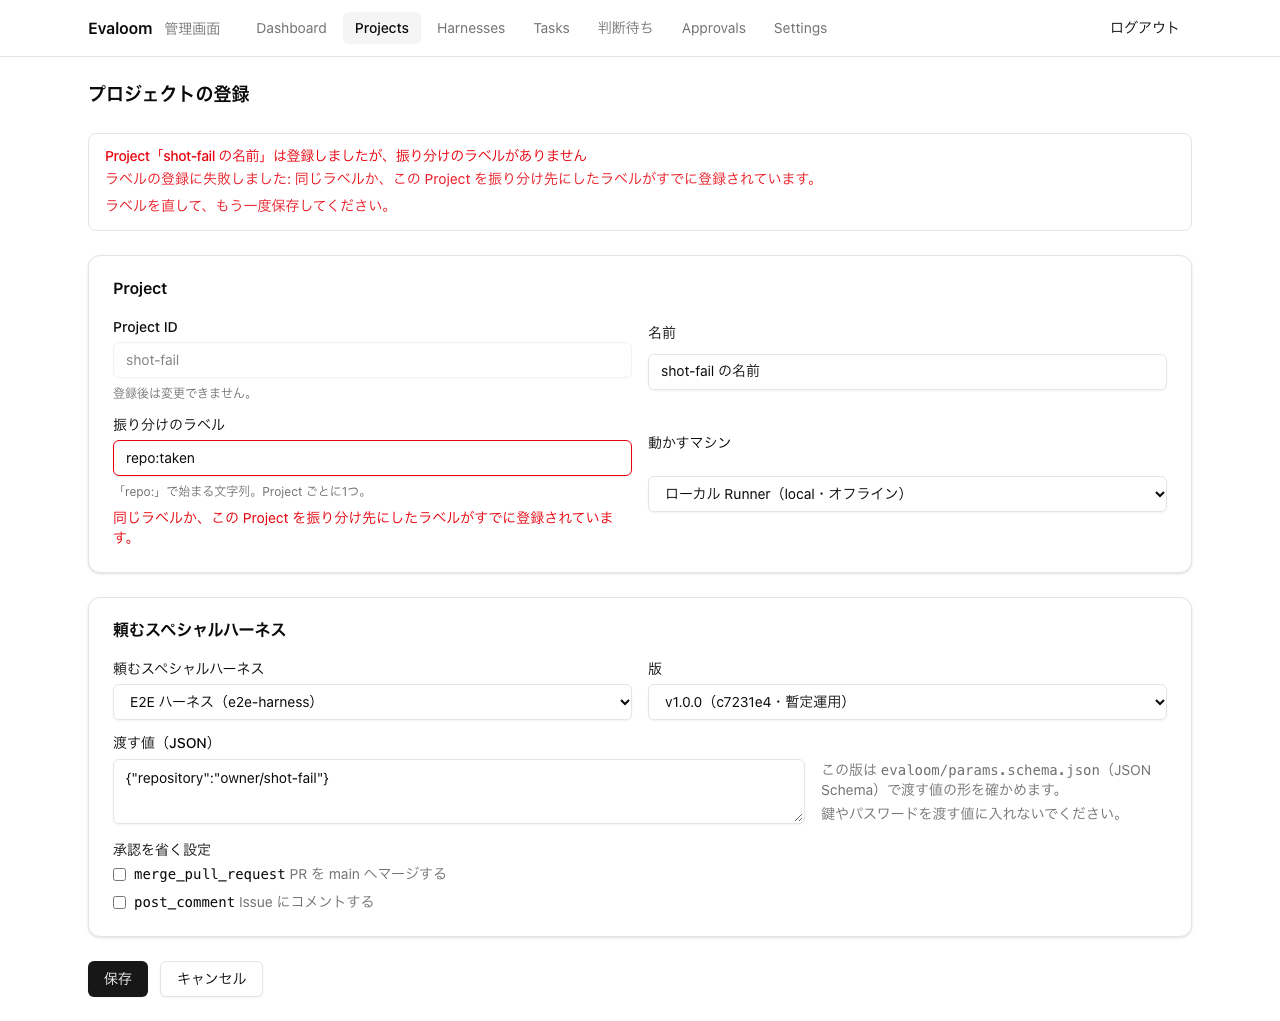 Evaloom 管理画面 Dashboard Projects Harnesses Tasks 判断待ち Approvals Settings ログアウト
プロジェクトの登録
Project「shot-fail の名前」は登録しましたが、振り分けのラベルがありません
ラベルの登録に失敗しました: 同じラベルか、この Project を振り分け先にしたラベルがすでに登録されています。
ラベルを直して、もう一度保存してください。
Project
Project ID
shot-fail
登録後は変更できません。
名前
shot-fail の名前
振り分けのラベル
repo:taken
「repo:」で始まる文字列。Project ごとに1つ。
同じラベルか、この Project を振り分け先にしたラベルがすでに登録されていま
す。
動かすマシン
ローカル Runner（local・オフライン）
頼むスペシャルハーネス
頼むスペシャルハーネス
E2E ハーネス（e2e-harness）
版
v1.0.0（c7231e4・暫定運用）
渡す値（JSON）
{"repository":"owner/shot-fail"}
この版は evaloom/params.schema.json（JSON
Schema）で渡す値の形を確かめます。
鍵やパスワードを渡す値に入れないでください。
承認を省く設定
merge_pull_request PR を main へマージする
post_comment Issue にコメントする
保存 キャンセル